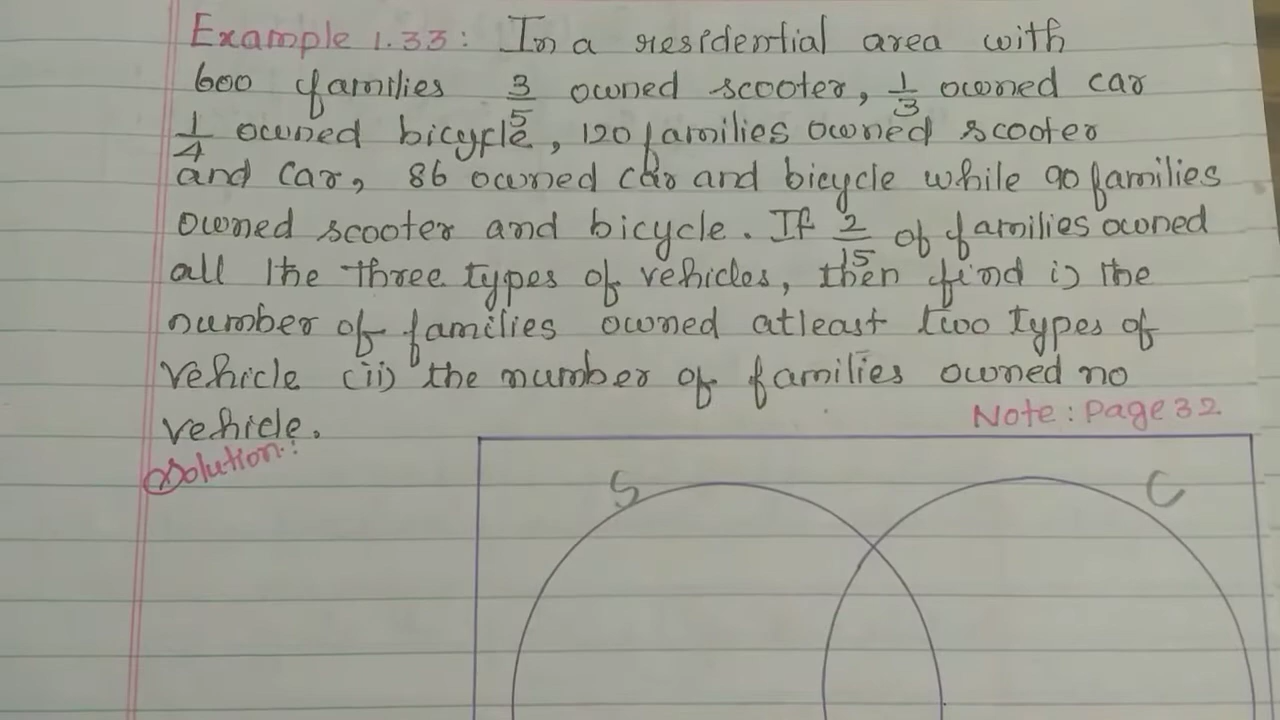 Example 1.33: In a residential area with
600 families 3/5 owned scooter, 1/3 owned car
1/4 owned bicycle, 120 families owned scooter
and car, 86 owned car and bicycle while 90 families
owned scooter and bicycle. If 2/15 of families owned
all the three types of vehicles, then find i) the
number of families owned atleast two types of
vehicle (ii) the number of families owned no
vehicle.
Note: page 32
Solution:
S C